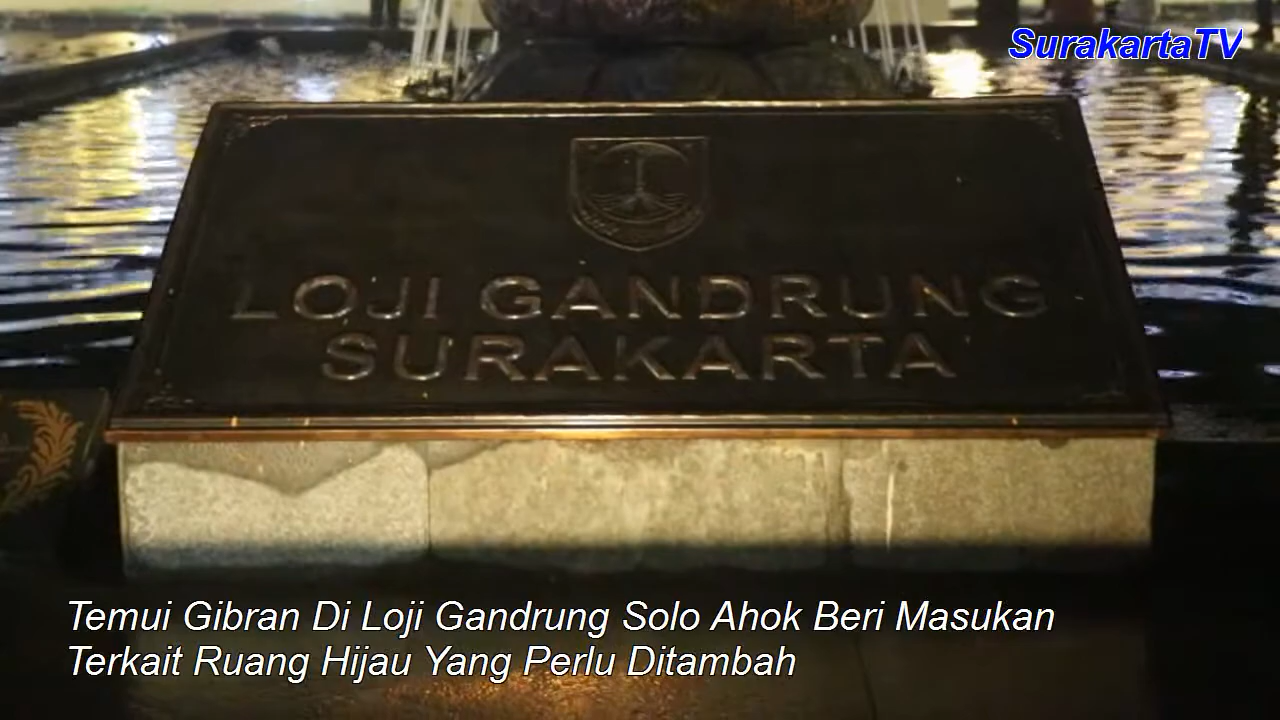 SurakartaTV
LOJI GANDRUNG
SURAKARTA
Temui Gibran Di Loji Gandrung Solo Ahok Beri Masukan
Terkait Ruang Hijau Yang Perlu Ditambah